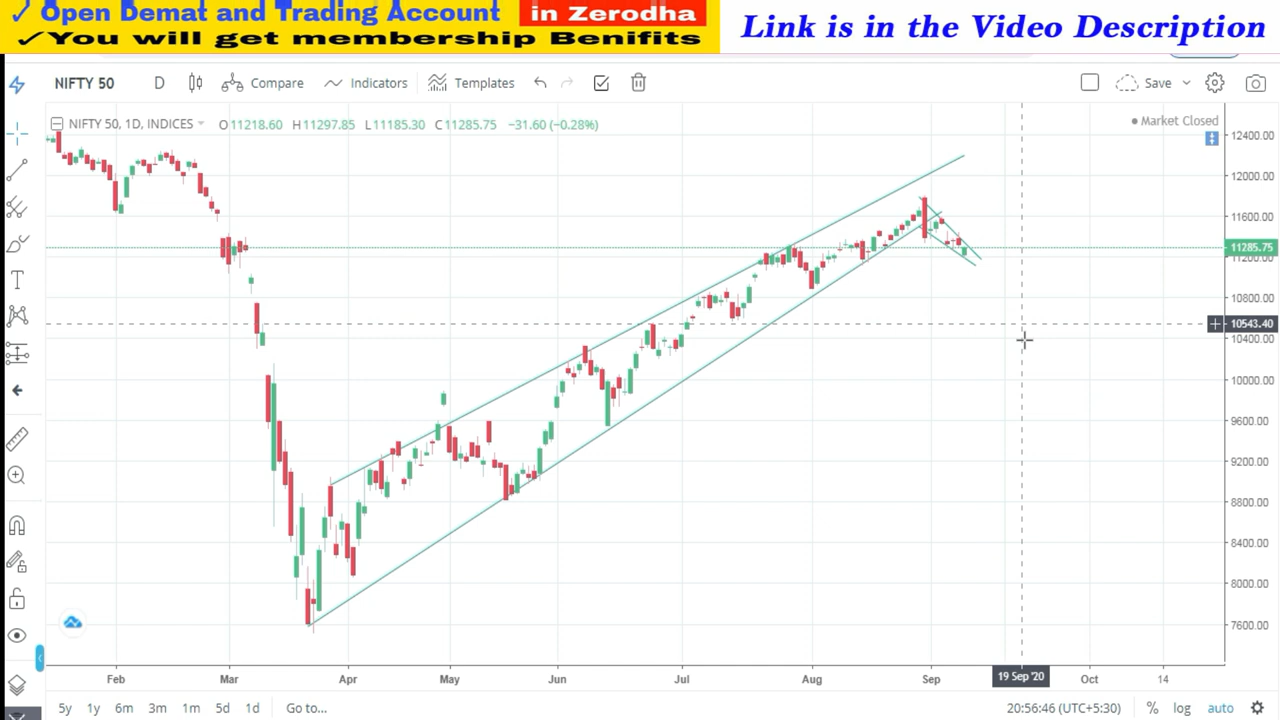 ✓ Open Demat and Trading Account in Zerodha
✓You will get membership Benifits
Link is in the Video Description
NIFTY 50 D Compare Indicators Templates Save
NIFTY 50, 1D, INDICES O11218.60 H11297.85 L11185.30 C11285.75 −31.60 (−0.28%)
Market Closed
12400.00
12000.00
11600.00
11285.75
11200.00
10800.00
10543.40
10400.00
10000.00
9600.00
9200.00
8800.00
8400.00
8000.00
7600.00
Feb Mar Apr May Jun Jul Aug Sep 19 Sep '20 Oct 14
5y 1y 6m 3m 1m 5d 1d Go to... 20:56:46 (UTC+5:30) % log auto